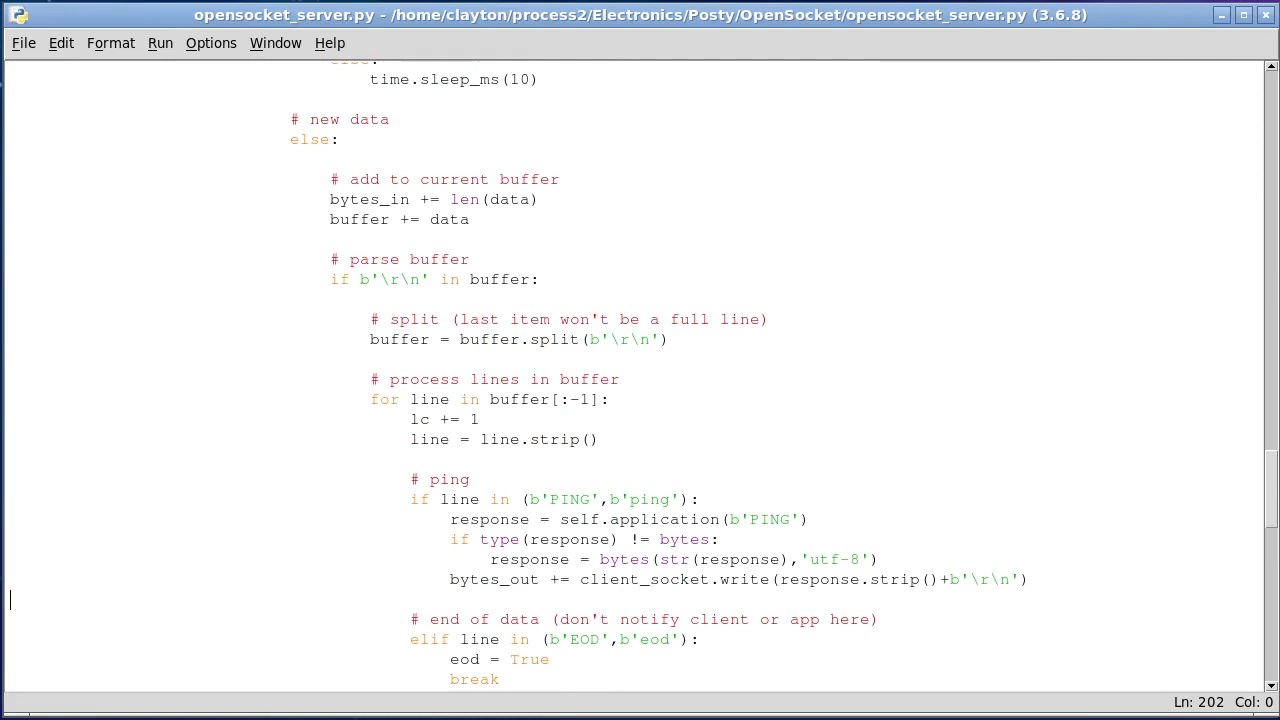 opensocket_server.py - /home/clayton/process2/Electronics/Posty/OpenSocket/opensocket_server.py (3.6.8)
File Edit Format Run Options Window Help
else:
time.sleep_ms(10)
# new data
else:
# add to current buffer
bytes_in += len(data)
buffer += data
# parse buffer
if b'\r\n' in buffer:
# split (last item won't be a full line)
buffer = buffer.split(b'\r\n')
# process lines in buffer
for line in buffer[:-1]:
lc += 1
line = line.strip()
# ping
if line in (b'PING',b'ping'):
response = self.application(b'PING')
if type(response) != bytes:
response = bytes(str(response),'utf-8')
bytes_out += client_socket.write(response.strip()+b'\r\n')
# end of data (don't notify client or app here)
elif line in (b'EOD',b'eod'):
eod = True
break
Ln: 202 Col: 0